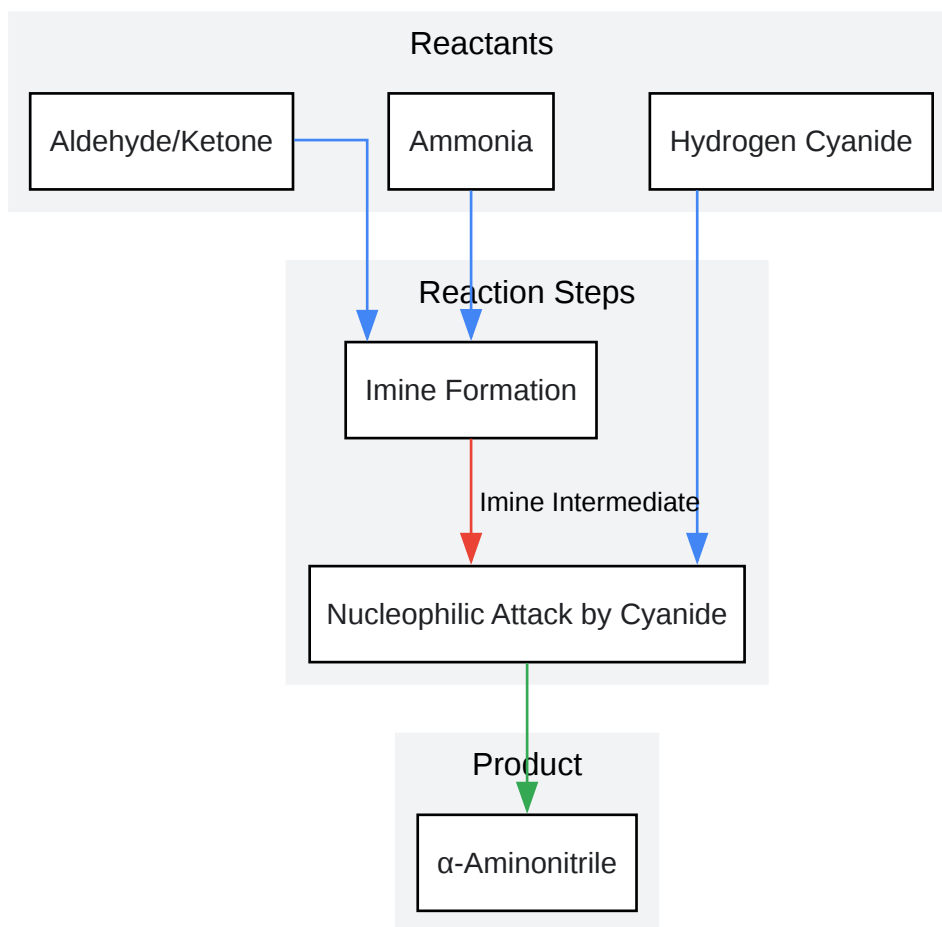 Reactants
Aldehyde/Ketone
Ammonia
Hydrogen Cyanide
Reaction Steps
Imine Formation
Imine Intermediate
Nucleophilic Attack by Cyanide
Product
α-Aminonitrile